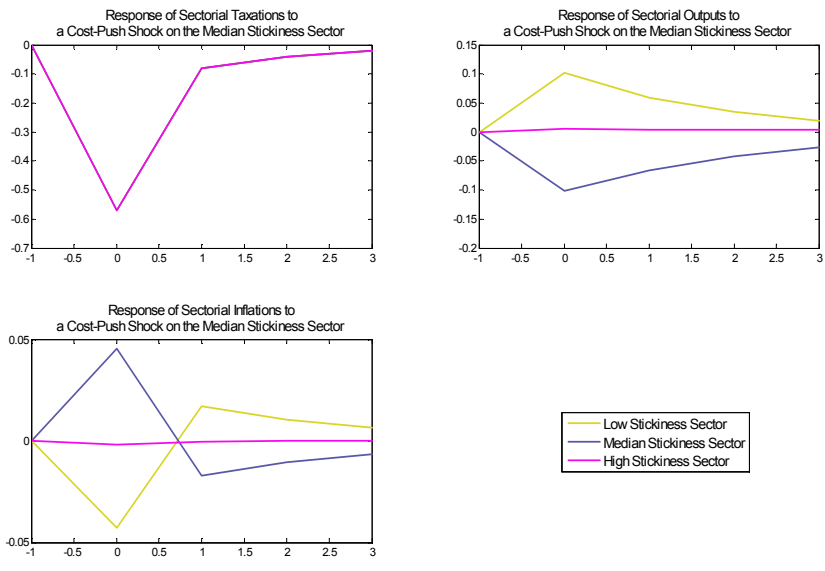 Response of Sectorial Taxations to
a Cost-Push Shock on the Median Stickiness Sector
0
-0.1
-0.2
-0.3
-0.4
-0.5
-0.6
-0.7
-1 -0.5 0 0.5 1 1.5 2 2.5 3
Response of Sectorial Outputs to
a Cost-Push Shock on the Median Stickiness Sector
0.15
0.1
0.05
0
-0.05
-0.1
-0.15
-0.2
-1 -0.5 0 0.5 1 1.5 2 2.5 3
Response of Sectorial Inflations to
a Cost-Push Shock on the Median Stickiness Sector
0.05
0
-0.05
-1 -0.5 0 0.5 1 1.5 2 2.5 3
Low Stickiness Sector
Median Stickiness Sector
High Stickiness Sector